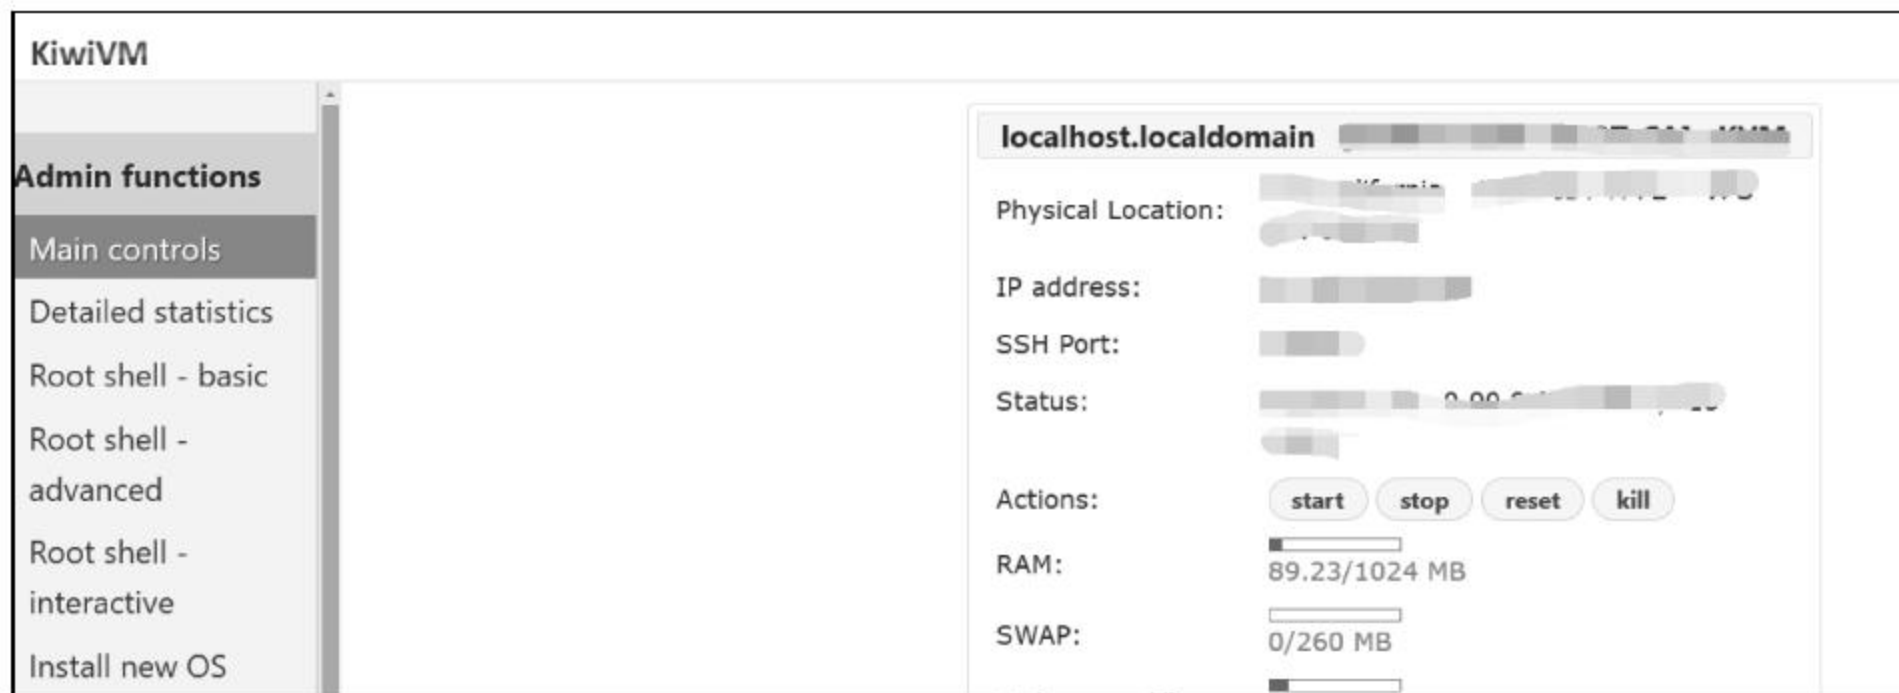 KiwiVM
Admin functions
Main controls
Detailed statistics
Root shell - basic
Root shell -
advanced
Root shell -
interactive
Install new OS
localhost.localdomain
Physical Location:
IP address:
SSH Port:
Status:
Actions: start stop reset kill
RAM:
89.23/1024 MB
SWAP:
0/260 MB